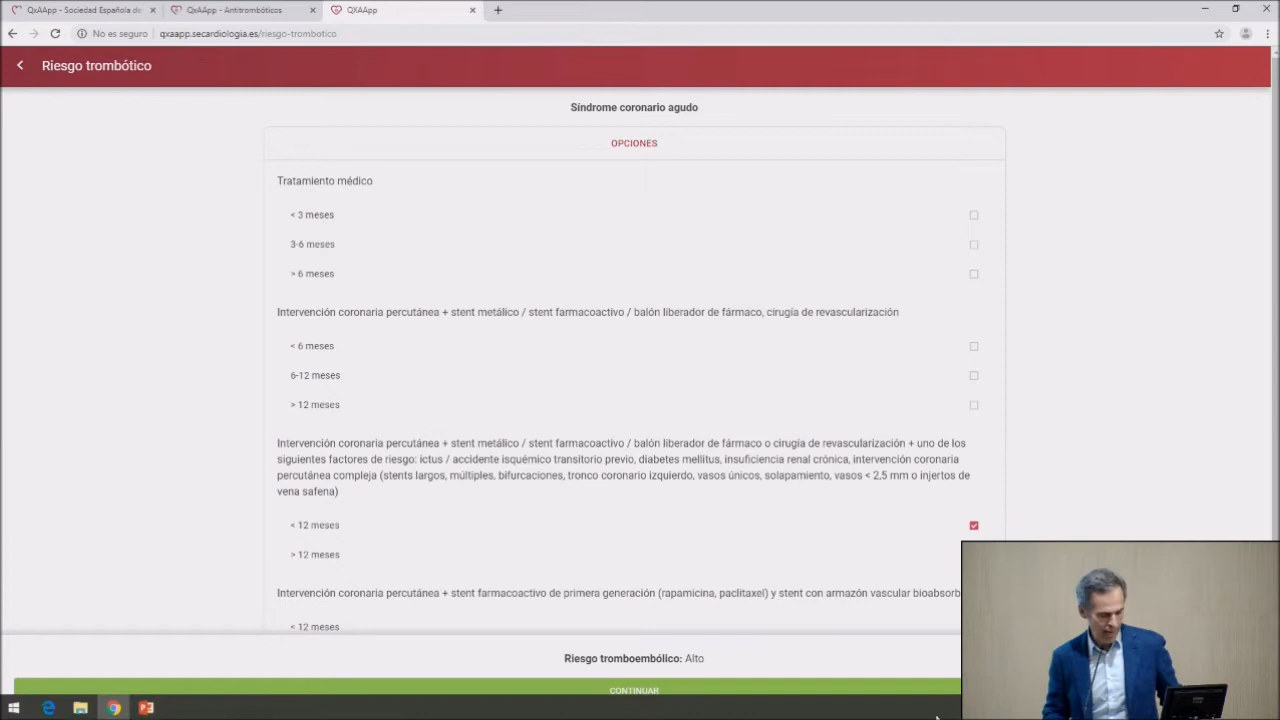 QxAApp - Sociedad Española de
QxAApp - Antitrombóticos
QXAApp
No es seguro
qxaapp.secardiologia.es/riesgo-trombotico
Riesgo trombótico
Síndrome coronario agudo
OPCIONES
Tratamiento médico
< 3 meses
3-6 meses
> 6 meses
Intervención coronaria percutánea + stent metálico / stent farmacoactivo / balón liberador de fármaco, cirugía de revascularización
< 6 meses
6-12 meses
> 12 meses
Intervención coronaria percutánea + stent metálico / stent farmacoactivo / balón liberador de fármaco o cirugía de revascularización + uno de los
siguientes factores de riesgo: ictus / accidente isquémico transitorio previo, diabetes mellitus, insuficiencia renal crónica, intervención coronaria
percutánea compleja (stents largos, múltiples, bifurcaciones, tronco coronario izquierdo, vasos únicos, solapamiento, vasos < 2,5 mm o injertos de
vena safena)
< 12 meses
> 12 meses
Intervención coronaria percutánea + stent farmacoactivo de primera generación (rapamicina, paclitaxel) y stent con armazón vascular bioabsorb
< 12 meses
Riesgo tromboembólico: Alto
CONTINUAR